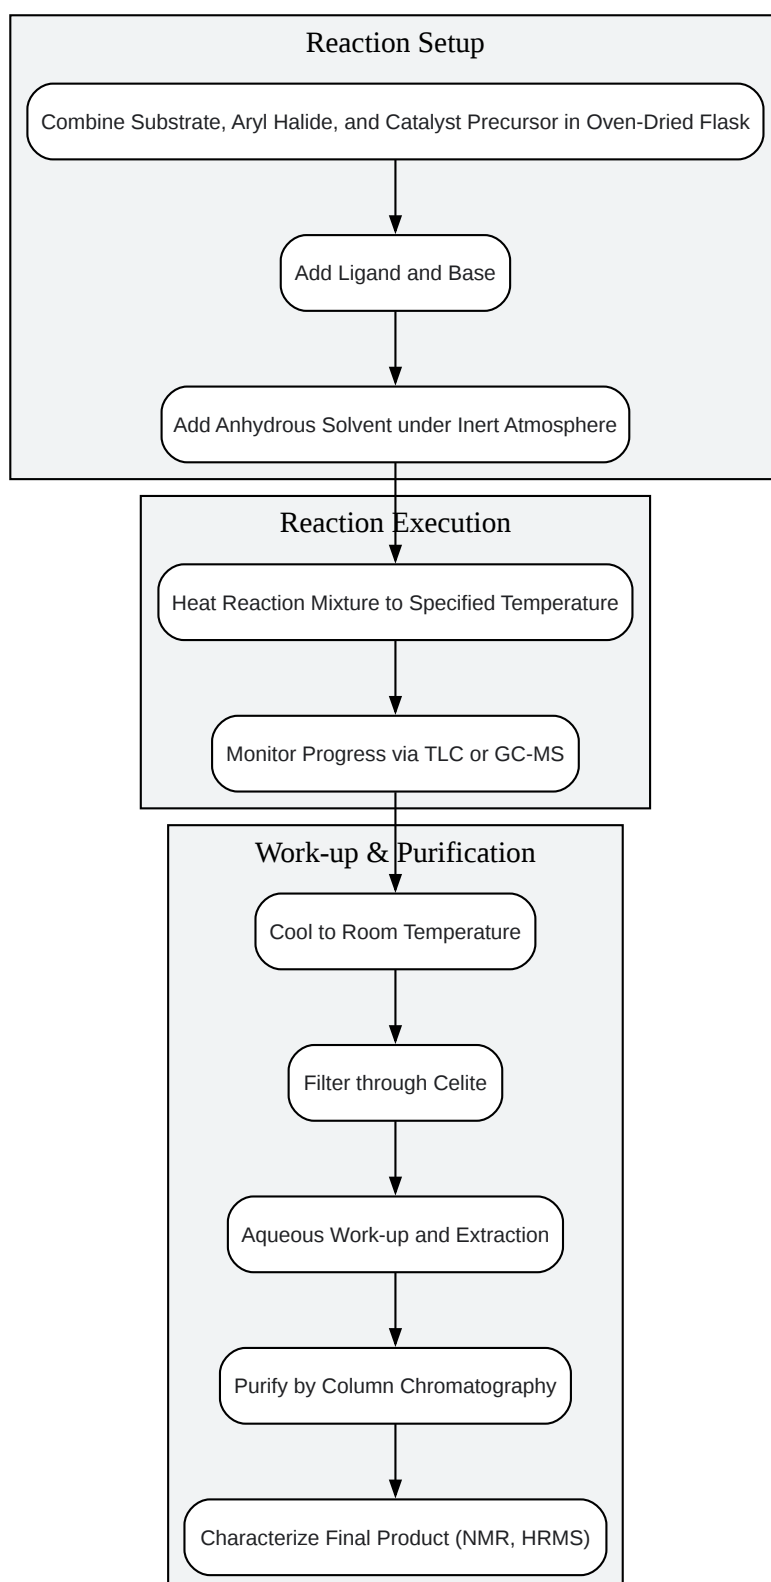 Reaction Setup
Combine Substrate, Aryl Halide, and Catalyst Precursor in Oven-Dried Flask
Add Ligand and Base
Add Anhydrous Solvent under Inert Atmosphere
Reaction Execution
Heat Reaction Mixture to Specified Temperature
Monitor Progress via TLC or GC-MS
Work-up & Purification
Cool to Room Temperature
Filter through Celite
Aqueous Work-up and Extraction
Purify by Column Chromatography
Characterize Final Product (NMR, HRMS)